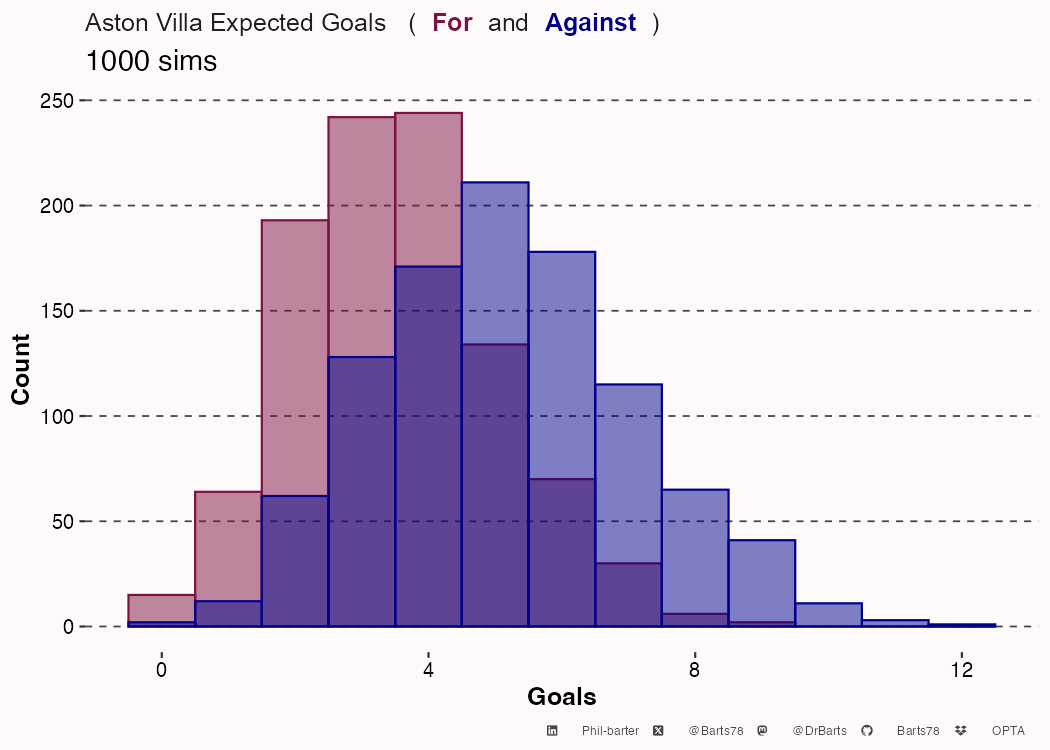 Aston Villa Expected Goals ( For and Against )
1000 sims
250
200
150
100
50
0
Count
0 4 8 12
Goals
Phil-barter @Barts78 @DrBarts Barts78 OPTA